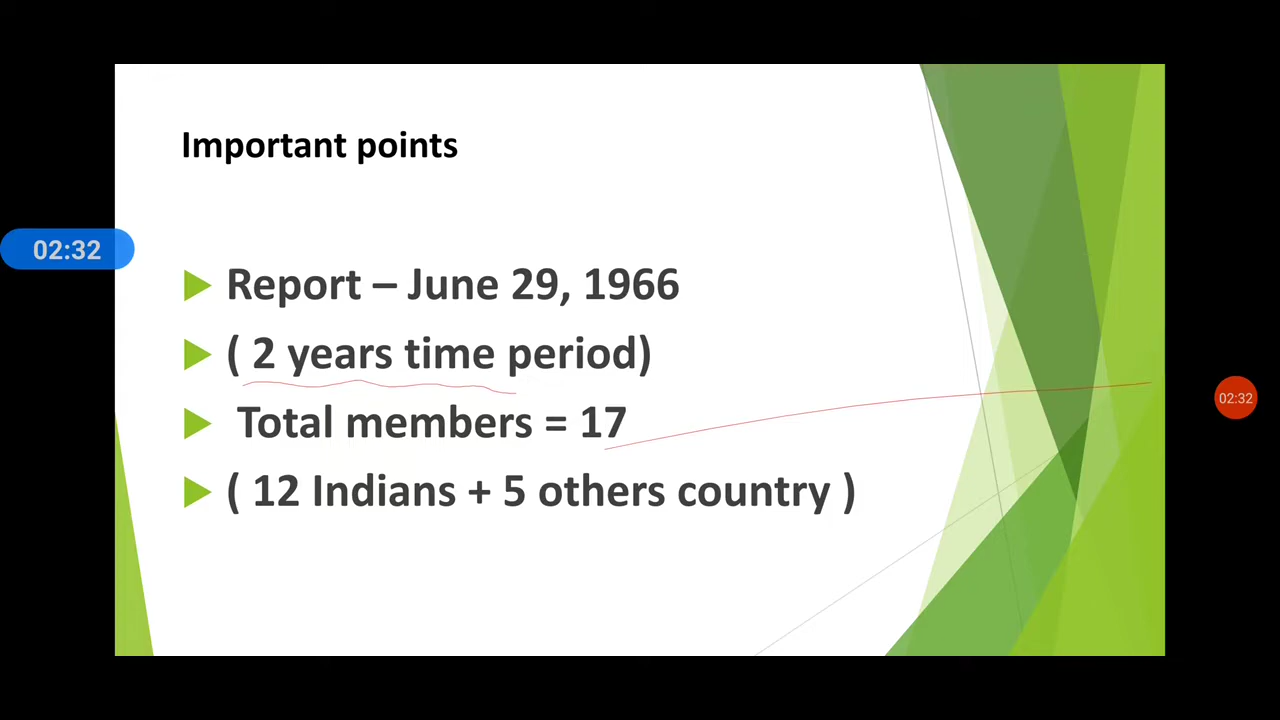 Important points
02:32
Report – June 29, 1966
( 2 years time period)
02:32
Total members = 17
( 12 Indians + 5 others country )